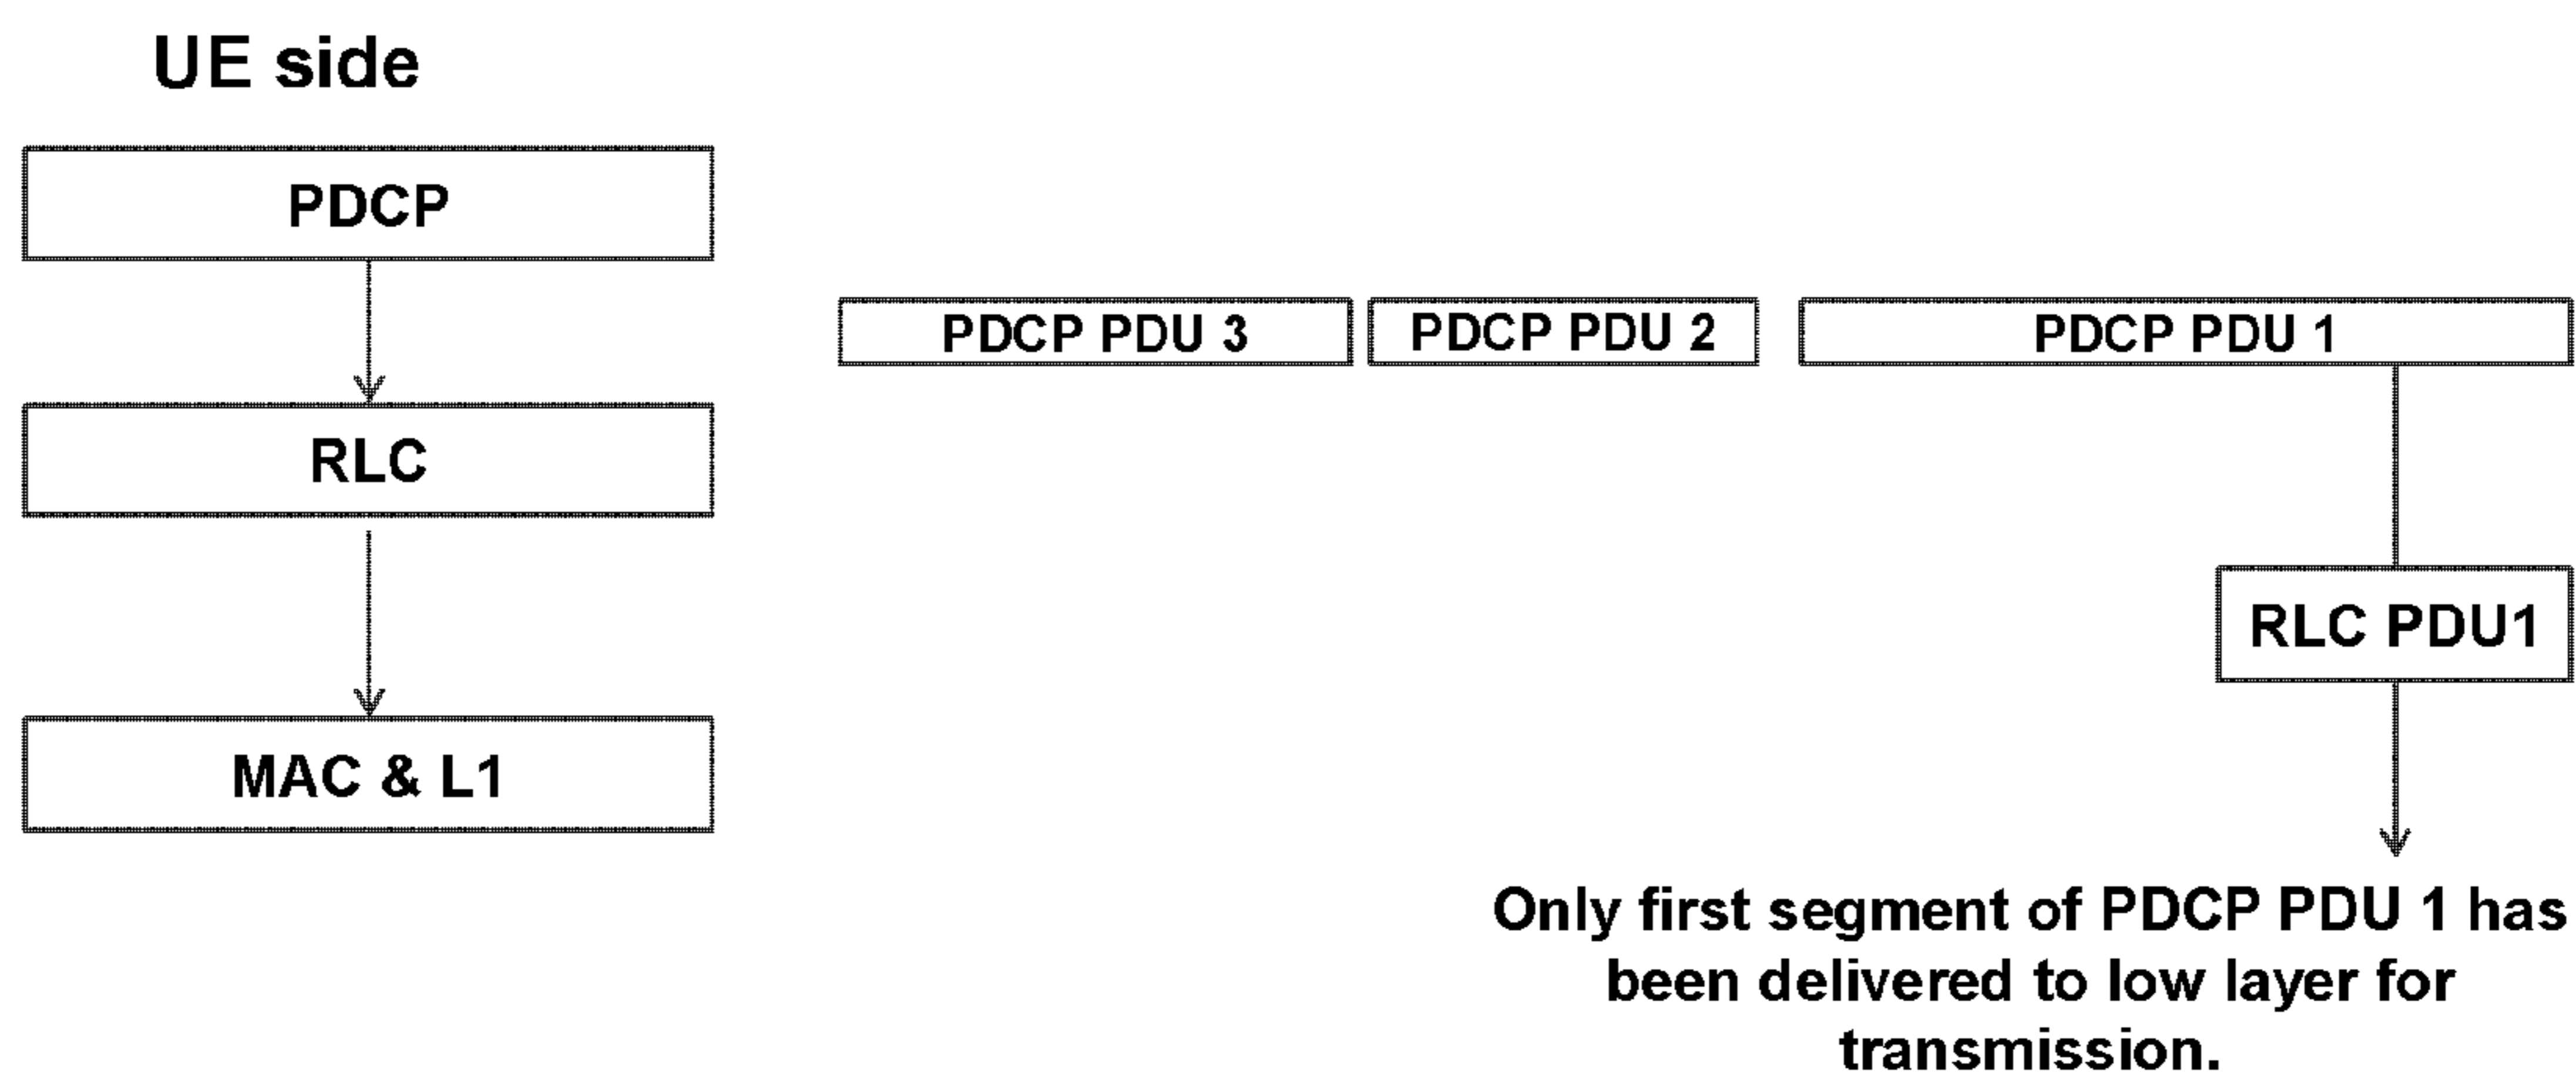 UE side
PDCP
PDCP PDU 3
PDCP PDU 2
PDCP PDU 1
RLC
RLC PDU1
MAC & L1
Only first segment of PDCP PDU 1 has
been delivered to low layer for
transmission.